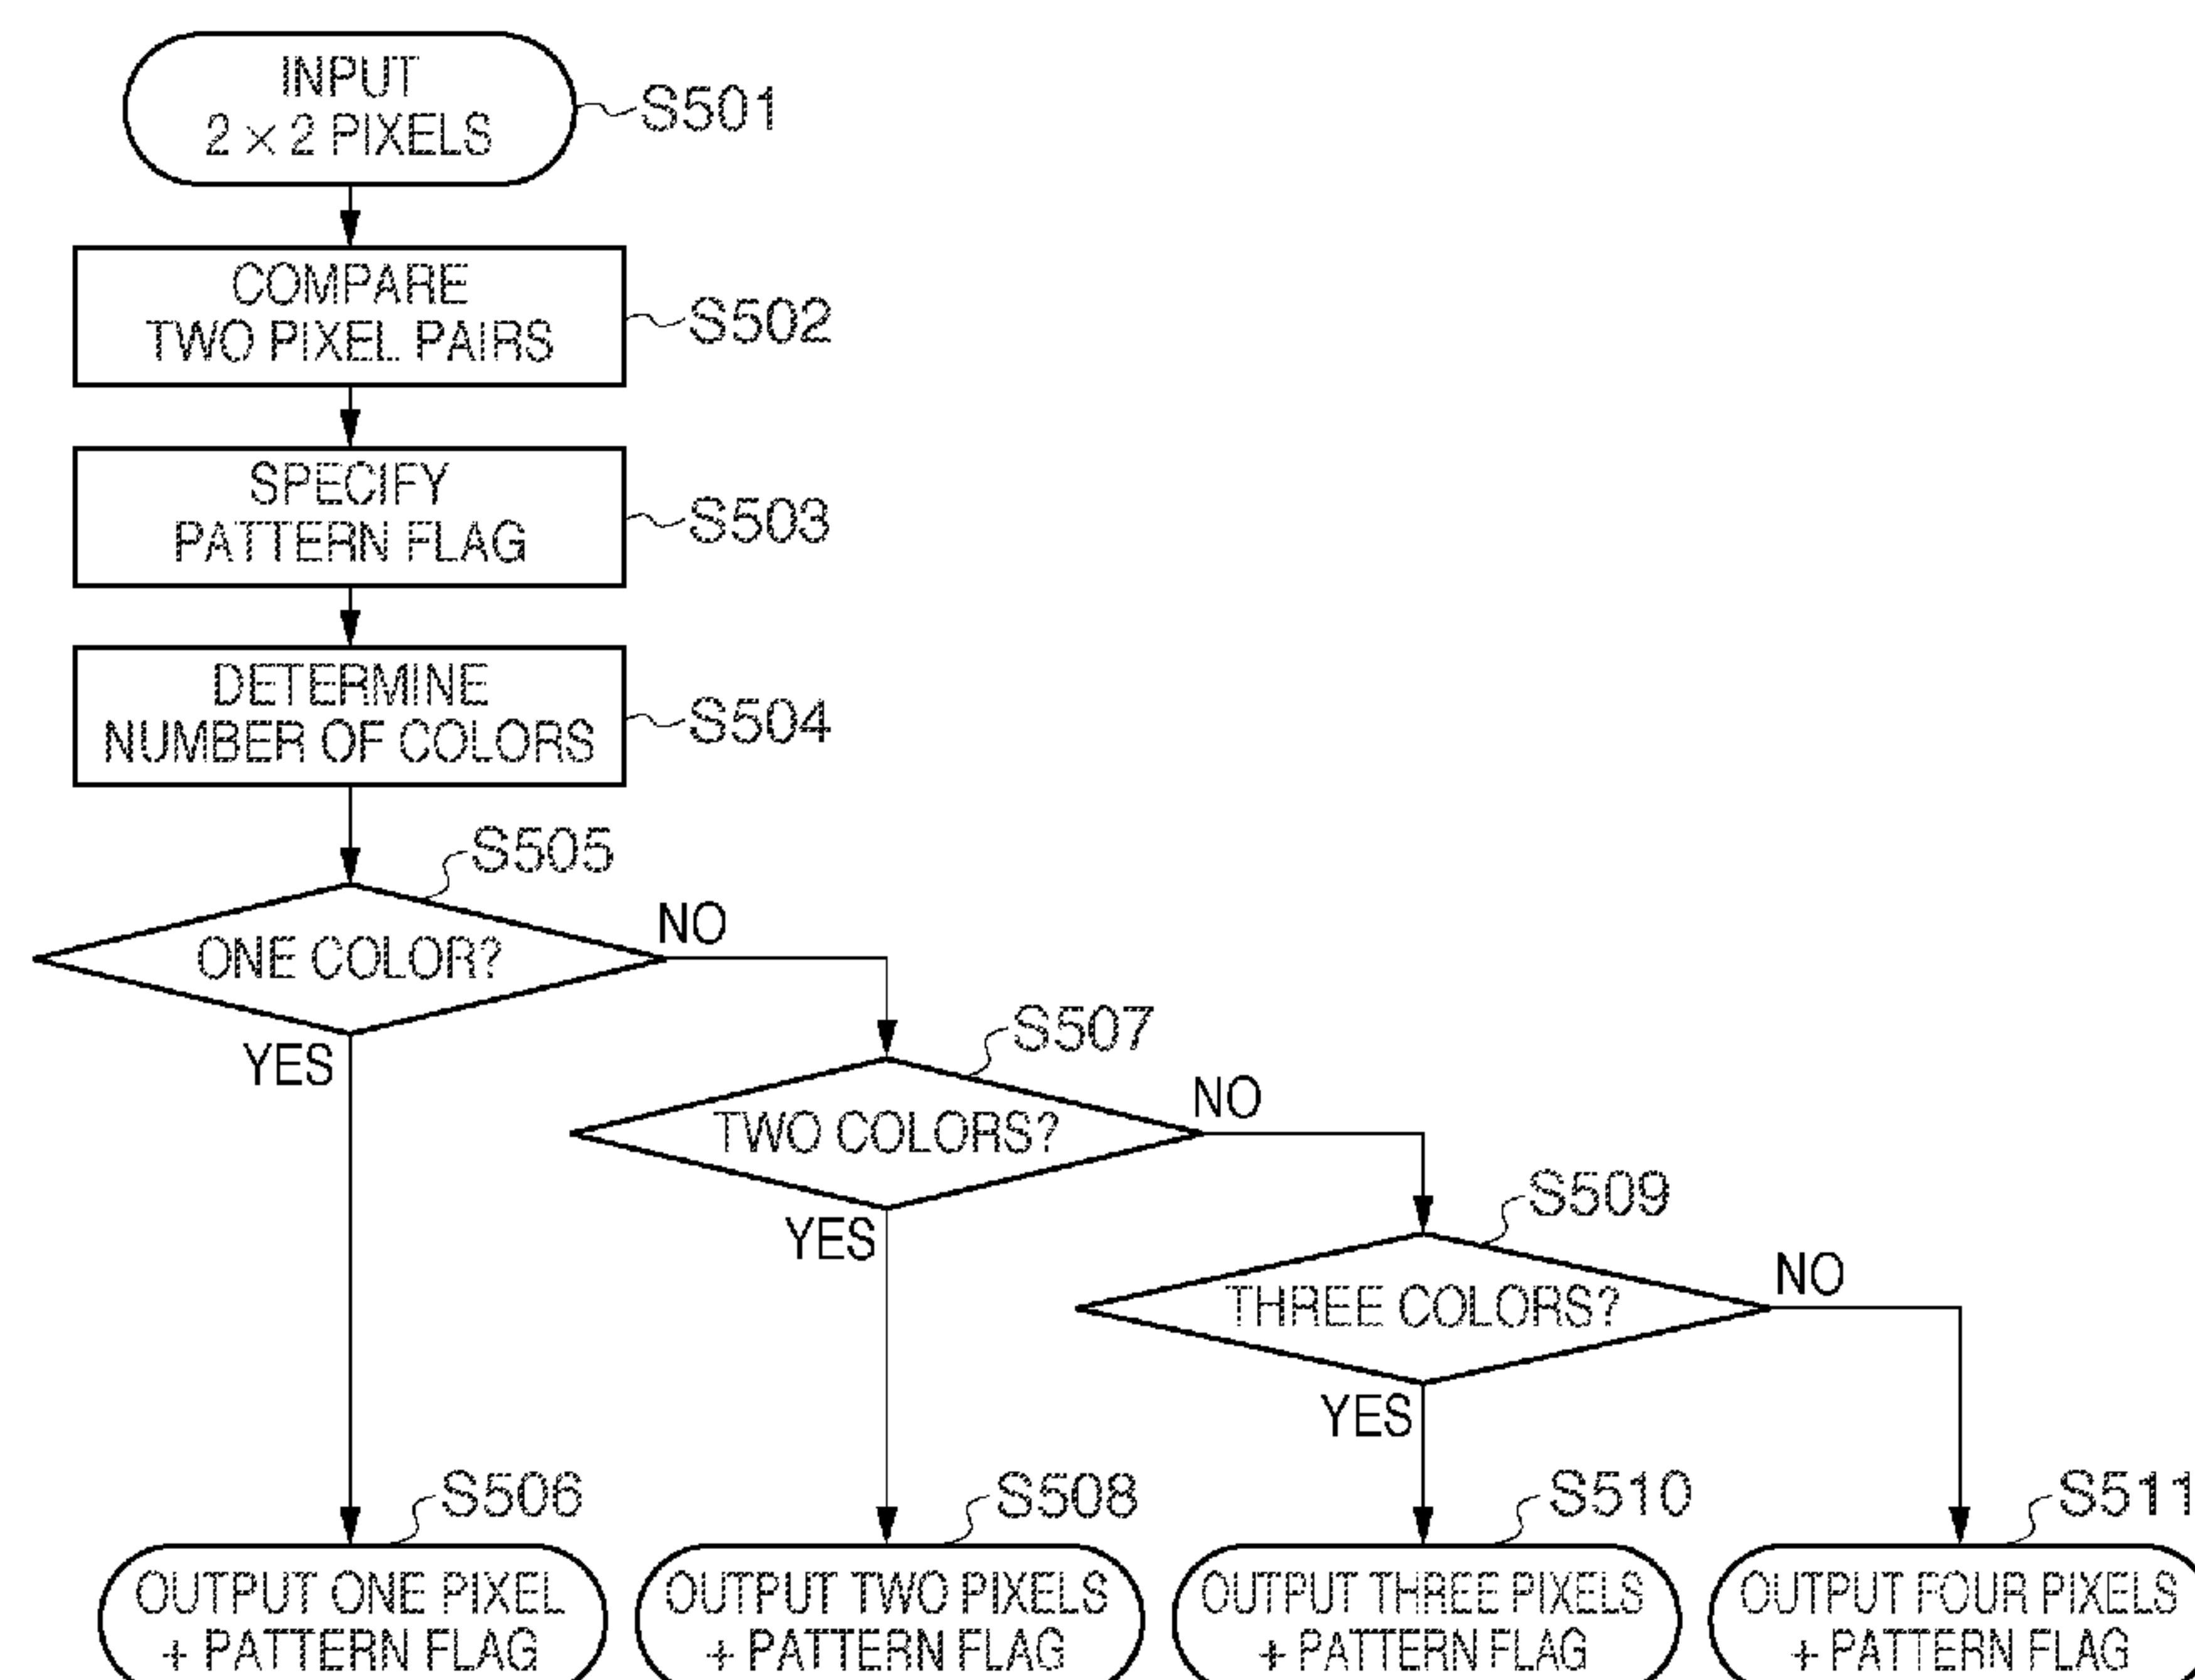 INPUT
2 × 2 PIXELS
S501
COMPARE
TWO PIXEL PAIRS
S502
SPECIFY
PATTERN FLAG
S503
DETERMINE
NUMBER OF COLORS
S504
S505
ONE COLOR?
NO
YES
S507
TWO COLORS?
NO
YES
S509
THREE COLORS?
NO
YES
S506
OUTPUT ONE PIXEL
+ PATTERN FLAG
S508
OUTPUT TWO PIXELS
+ PATTERN FLAG
S510
OUTPUT THREE PIXELS
+ PATTERN FLAG
S511
OUTPUT FOUR PIXELS
+ PATTERN FLAG